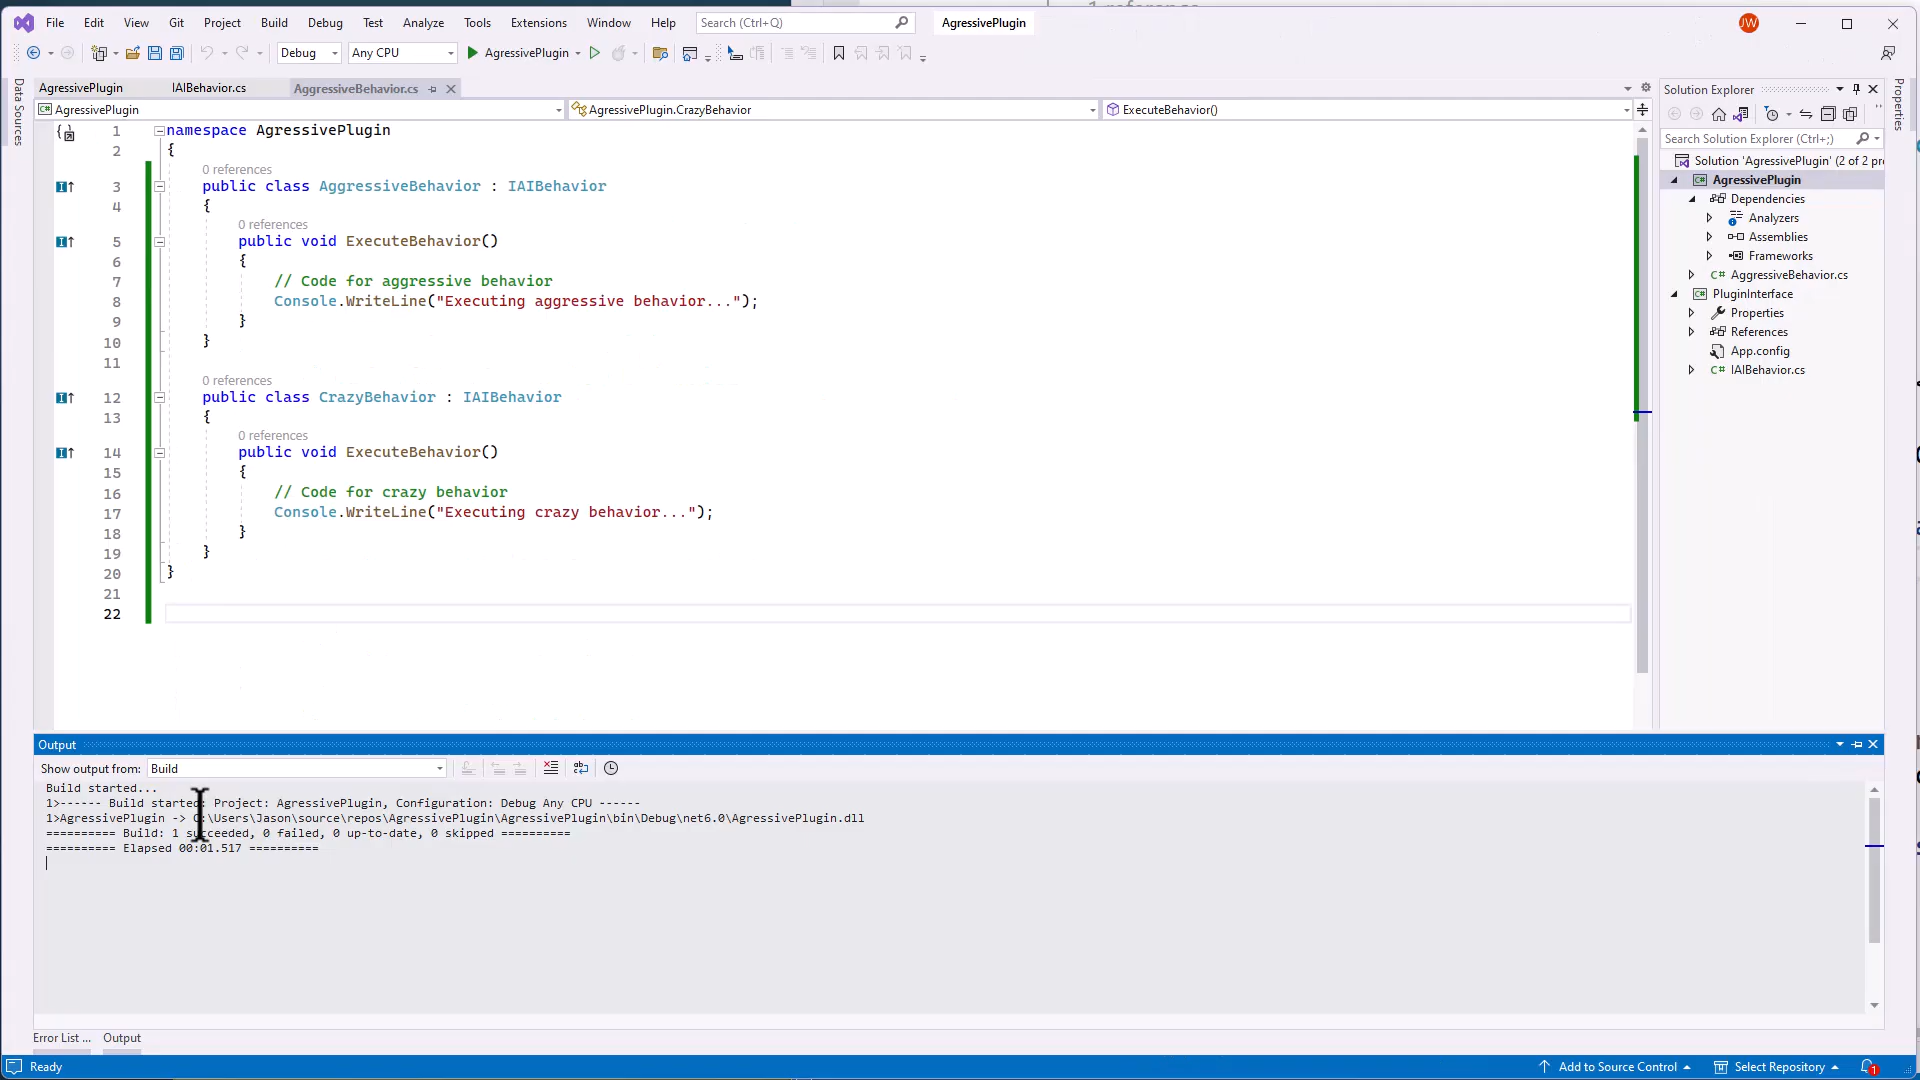 1 reference
File Edit View Git Project Build Debug Test Analyze Tools Extensions Window Help Search (Ctrl+Q) AgressivePlugin JW
Debug Any CPU AgressivePlugin
AgressivePlugin IAIBehavior.cs AggressiveBehavior.cs
AgressivePlugin AgressivePlugin.CrazyBehavior ExecuteBehavior()
Data Sources
1 namespace AgressivePlugin
2 {
0 references
3 public class AggressiveBehavior : IAIBehavior
4 {
0 references
5 public void ExecuteBehavior()
6 {
7 // Code for aggressive behavior
8 Console.WriteLine("Executing aggressive behavior...");
9 }
10 }
11
0 references
12 public class CrazyBehavior : IAIBehavior
13 {
0 references
14 public void ExecuteBehavior()
15 {
16 // Code for crazy behavior
17 Console.WriteLine("Executing crazy behavior...");
18 }
19 }
20 }
21
22
Solution Explorer
Search Solution Explorer (Ctrl+;)
Solution 'AgressivePlugin' (2 of 2 pr
AgressivePlugin
Dependencies
Analyzers
Assemblies
Frameworks
C# AggressiveBehavior.cs
PluginInterface
Properties
References
App.config
C# IAIBehavior.cs
Properties
Output
Show output from: Build
Build started...
1>------ Build started: Project: AgressivePlugin, Configuration: Debug Any CPU ------
1>AgressivePlugin -> C:\Users\Jason\source\repos\AgressivePlugin\AgressivePlugin\bin\Debug\net6.0\AgressivePlugin.dll
========== Build: 1 succeeded, 0 failed, 0 up-to-date, 0 skipped ==========
========== Elapsed 00:01.517 ==========
Error List ... Output
Ready Add to Source Control Select Repository 1